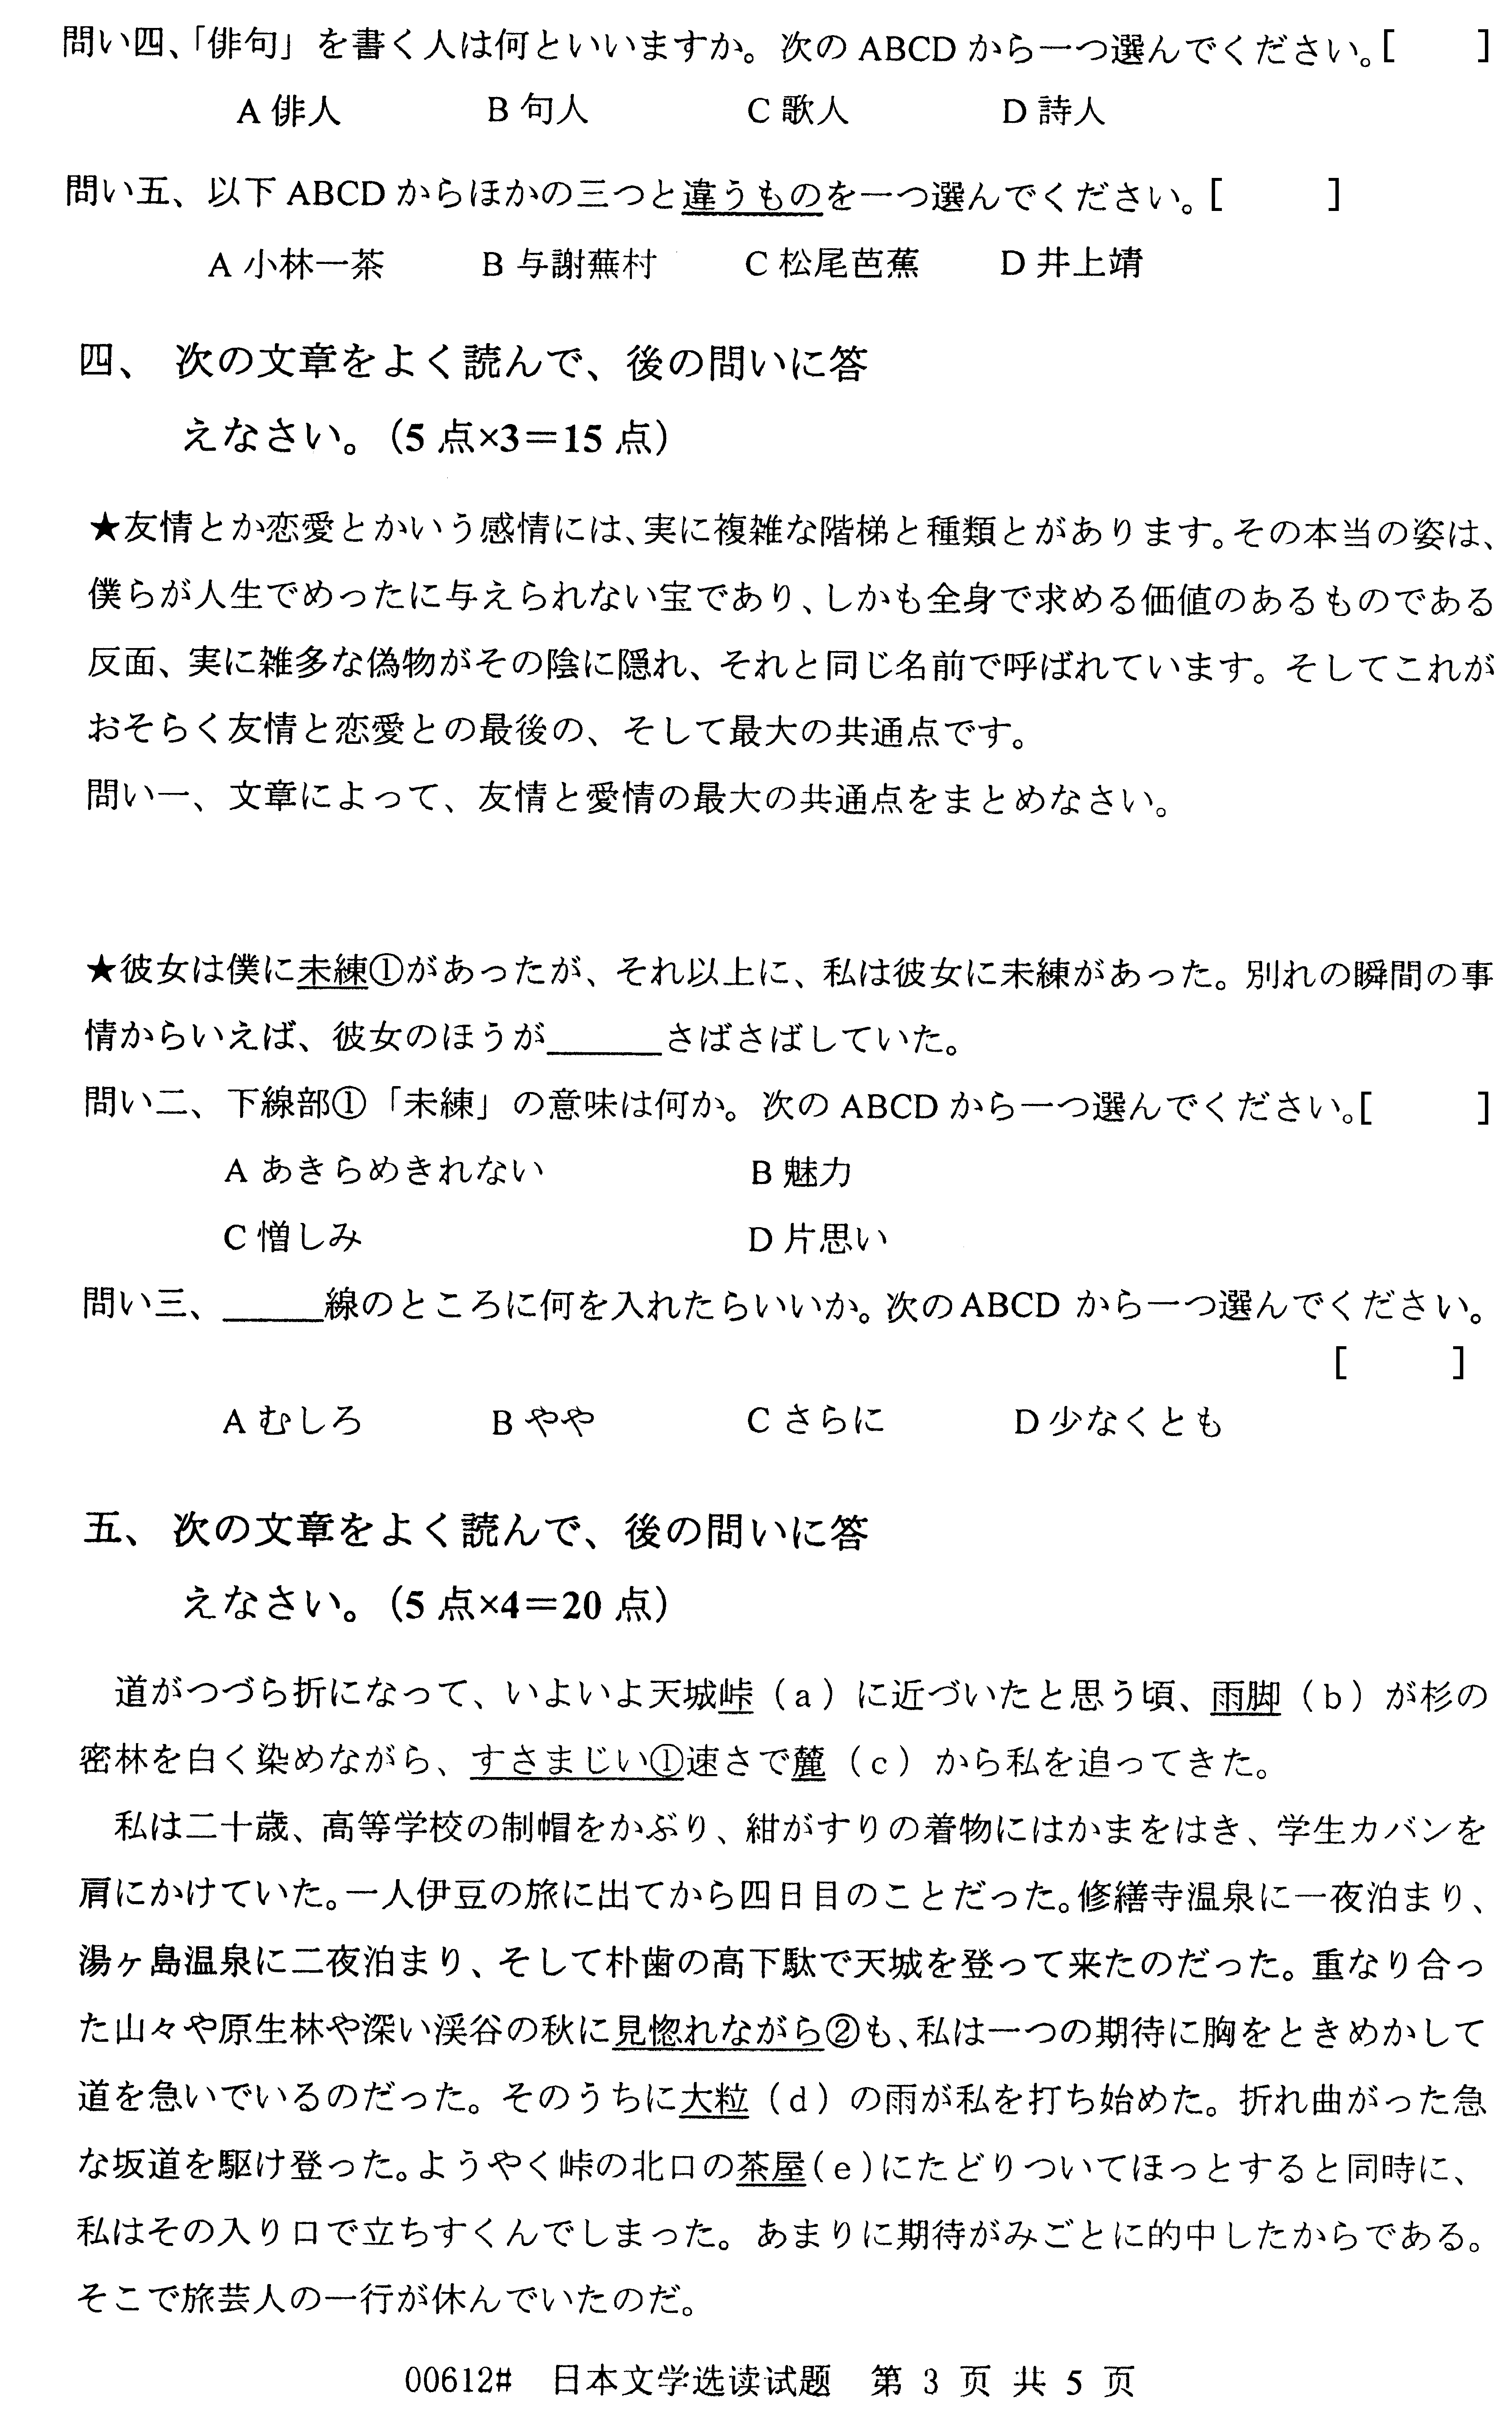 問い四、「俳句」を書く人は何といいますか。次の ABCD から一つ選んでください。[　　]
A 俳人　B 句人　C 歌人　D 詩人
問い五、以下 ABCD からほかの三つと違うものを一つ選んでください。[　　]
A 小林一茶　B 与謝蕪村　C 松尾芭蕉　D 井上靖
四、 次の文章をよく読んで、後の問いに答
えなさい。（5 点×3＝15 点）
★友情とか恋愛とかいう感情には、実に複雑な階梯と種類とがあります。その本当の姿は、
僕らが人生でめったに与えられない宝であり、しかも全身で求める価値のあるものである
反面、実に雑多な偽物がその陰に隠れ、それと同じ名前で呼ばれています。そしてこれが
おそらく友情と恋愛との最後の、そして最大の共通点です。
問い一、文章によって、友情と愛情の最大の共通点をまとめなさい。
★彼女は僕に未練①があったが、それ以上に、私は彼女に未練があった。別れの瞬間の事
情からいえば、彼女のほうが______さばさばしていた。
問い二、下線部①「未練」の意味は何か。次の ABCD から一つ選んでください。[　　]
A あきらめきれない　B 魅力
C 憎しみ　D 片思い
問い三、______線のところに何を入れたらいいか。次のABCD から一つ選んでください。
[　　]
A むしろ　B やや　C さらに　D 少なくとも
五、 次の文章をよく読んで、後の問いに答
えなさい。（5 点×4＝20 点）
道がつづら折になって、いよいよ天城峠（a）に近づいたと思う頃、雨脚（b）が杉の
密林を白く染めながら、すさまじい①速さで麓（c）から私を追ってきた。
私は二十歳、高等学校の制帽をかぶり、紺がすりの着物にはかまをはき、学生カバンを
肩にかけていた。一人伊豆の旅に出てから四日目のことだった。修繕寺温泉に一夜泊まり、
湯ヶ島温泉に二夜泊まり、そして朴歯の高下駄で天城を登って来たのだった。重なり合っ
た山々や原生林や深い渓谷の秋に見惚れながら②も、私は一つの期待に胸をときめかして
道を急いでいるのだった。そのうちに大粒（d）の雨が私を打ち始めた。折れ曲がった急
な坂道を駆け登った。ようやく峠の北口の茶屋（e）にたどりついてほっとすると同時に、
私はその入り口で立ちすくんでしまった。あまりに期待がみごとに的中したからである。
そこで旅芸人の一行が休んでいたのだ。
00612# 日本文学选读试题 第 3 页 共 5 页